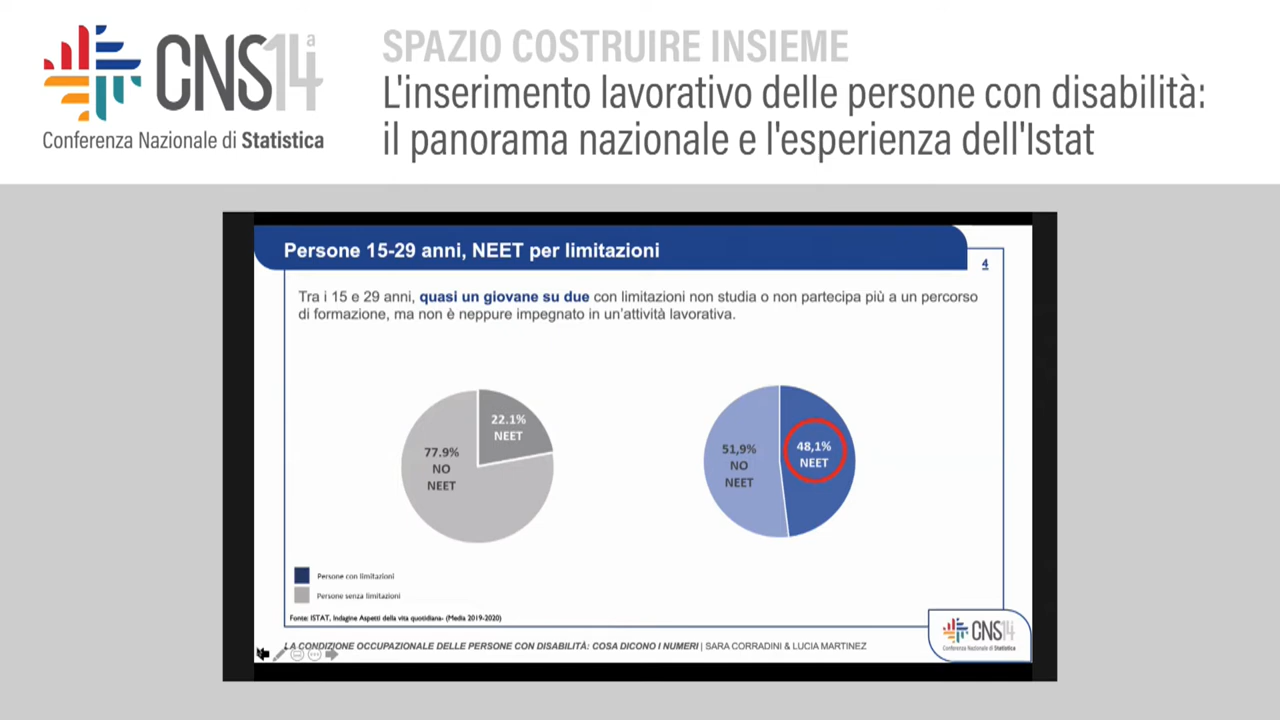 CNS14ª
Conferenza Nazionale di Statistica
SPAZIO COSTRUIRE INSIEME
L'inserimento lavorativo delle persone con disabilità:
il panorama nazionale e l'esperienza dell'Istat
Persone 15-29 anni, NEET per limitazioni
4
Tra i 15 e 29 anni, quasi un giovane su due con limitazioni non studia o non partecipa più a un percorso
di formazione, ma non è neppure impegnato in un'attività lavorativa.
22.1%
NEET
77.9%
NO
NEET
48,1%
NEET
51,9%
NO
NEET
Persone con limitazioni
Persone senza limitazioni
Fonte: ISTAT, Indagine Aspetti della vita quotidiana- (Media 2019-2020)
LA CONDIZIONE OCCUPAZIONALE DELLE PERSONE CON DISABILITÀ: COSA DICONO I NUMERI | SARA CORRADINI & LUCIA MARTINEZ
CNS14
Conferenza Nazionale di Statistica